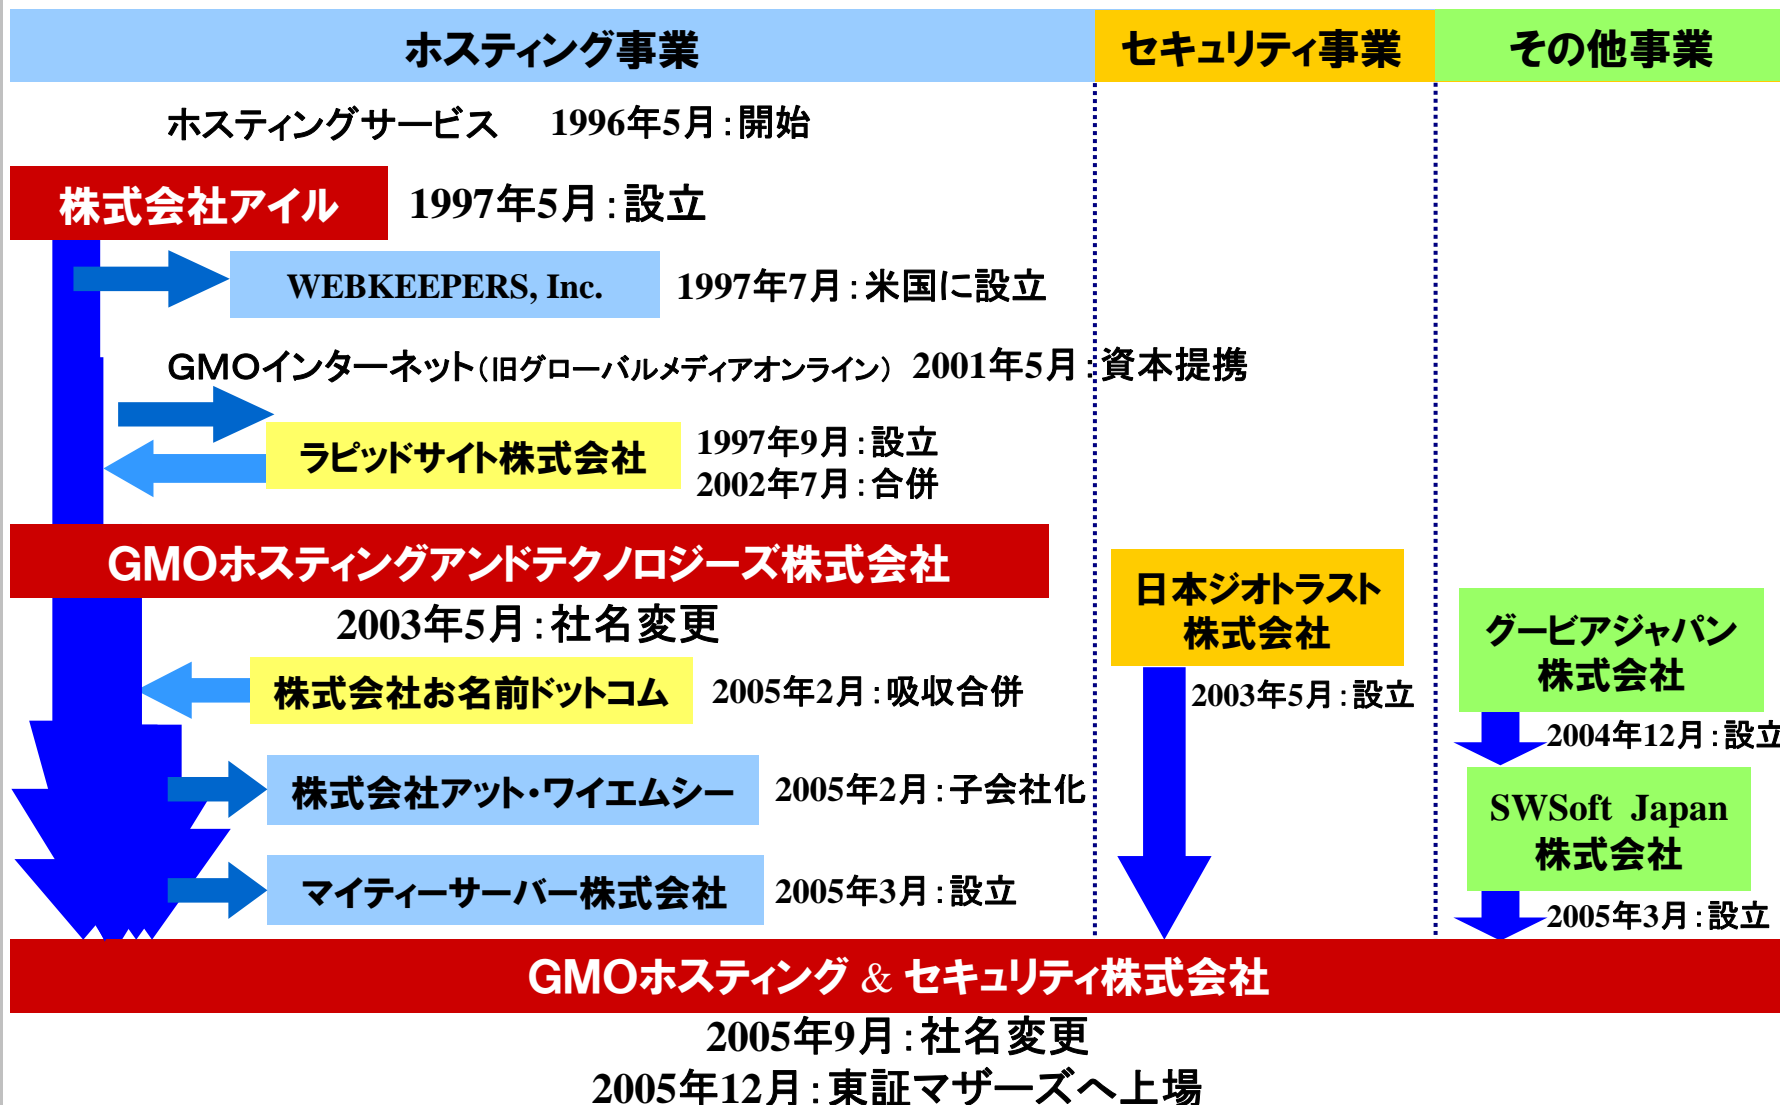 ホスティング事業
セキュリティ事業
その他事業
ホスティングサービス 1996年5月：開始
株式会社アイル 1997年5月：設立
WEBKEEPERS, Inc. 1997年7月：米国に設立
GMOインターネット（旧グローバルメディアオンライン） 2001年5月：資本提携
ラピッドサイト株式会社
1997年9月：設立
2002年7月：合併
GMOホスティングアンドテクノロジーズ株式会社
2003年5月：社名変更
株式会社お名前ドットコム 2005年2月：吸収合併
株式会社アット・ワイエムシー 2005年2月：子会社化
マイティーサーバー株式会社 2005年3月：設立
日本ジオトラスト
株式会社
2003年5月：設立
グービアジャパン
株式会社
2004年12月：設立
SWSoft Japan
株式会社
2005年3月：設立
GMOホスティング & セキュリティ株式会社
2005年9月：社名変更
2005年12月：東証マザーズへ上場